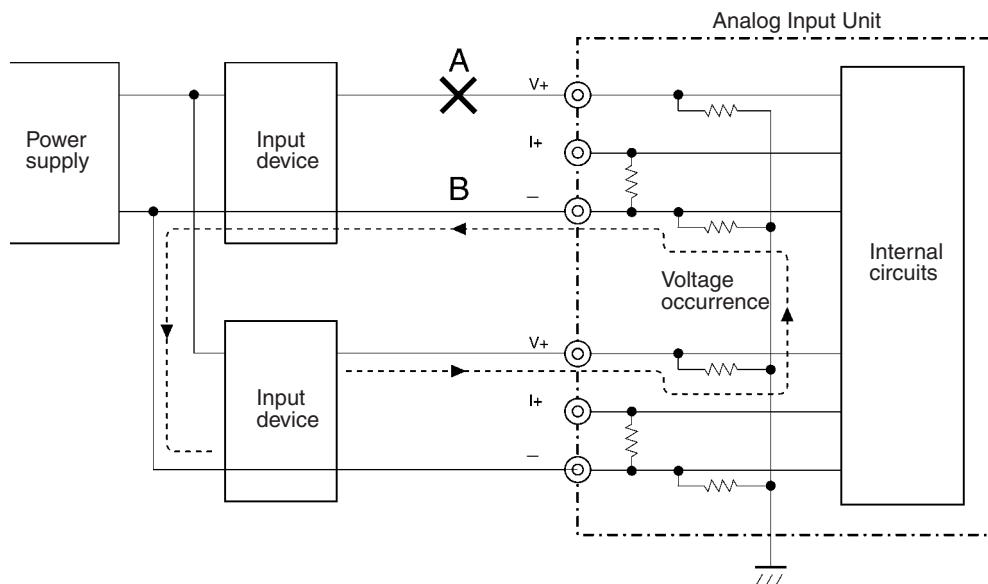 Analog Input Unit
A
V+
Power
supply
Input
device
I+
B
–
Internal
circuits
Voltage
occurrence
V+
Input
device
I+
–